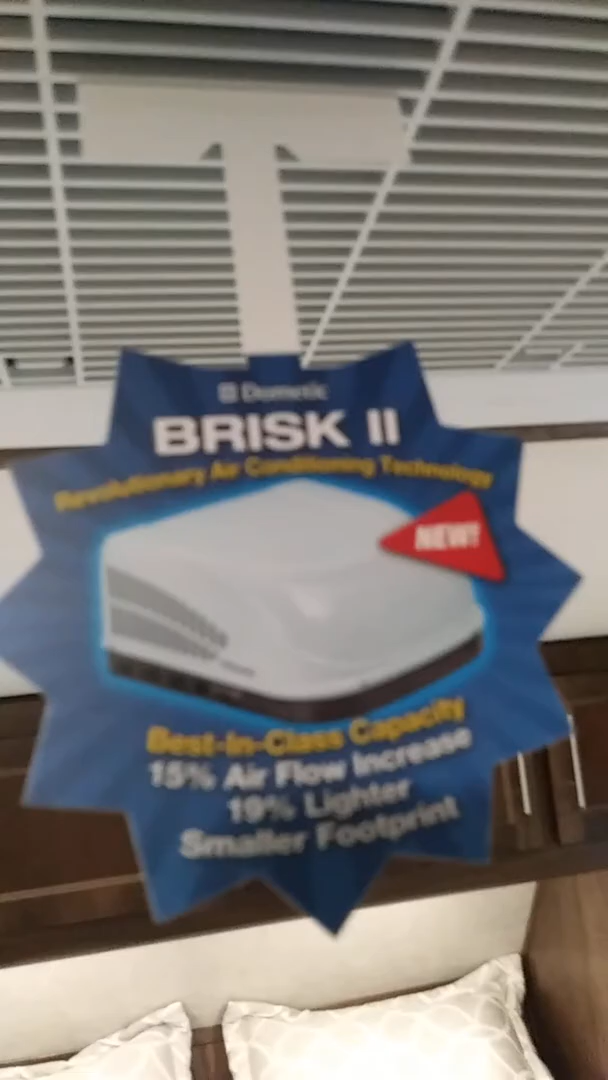 Dometic
BRISK II
Revolutionary Air Conditioning Technology
NEW!
Best-in-Class Capacity
15% Air Flow Increase
19% Lighter
Smaller Footprint